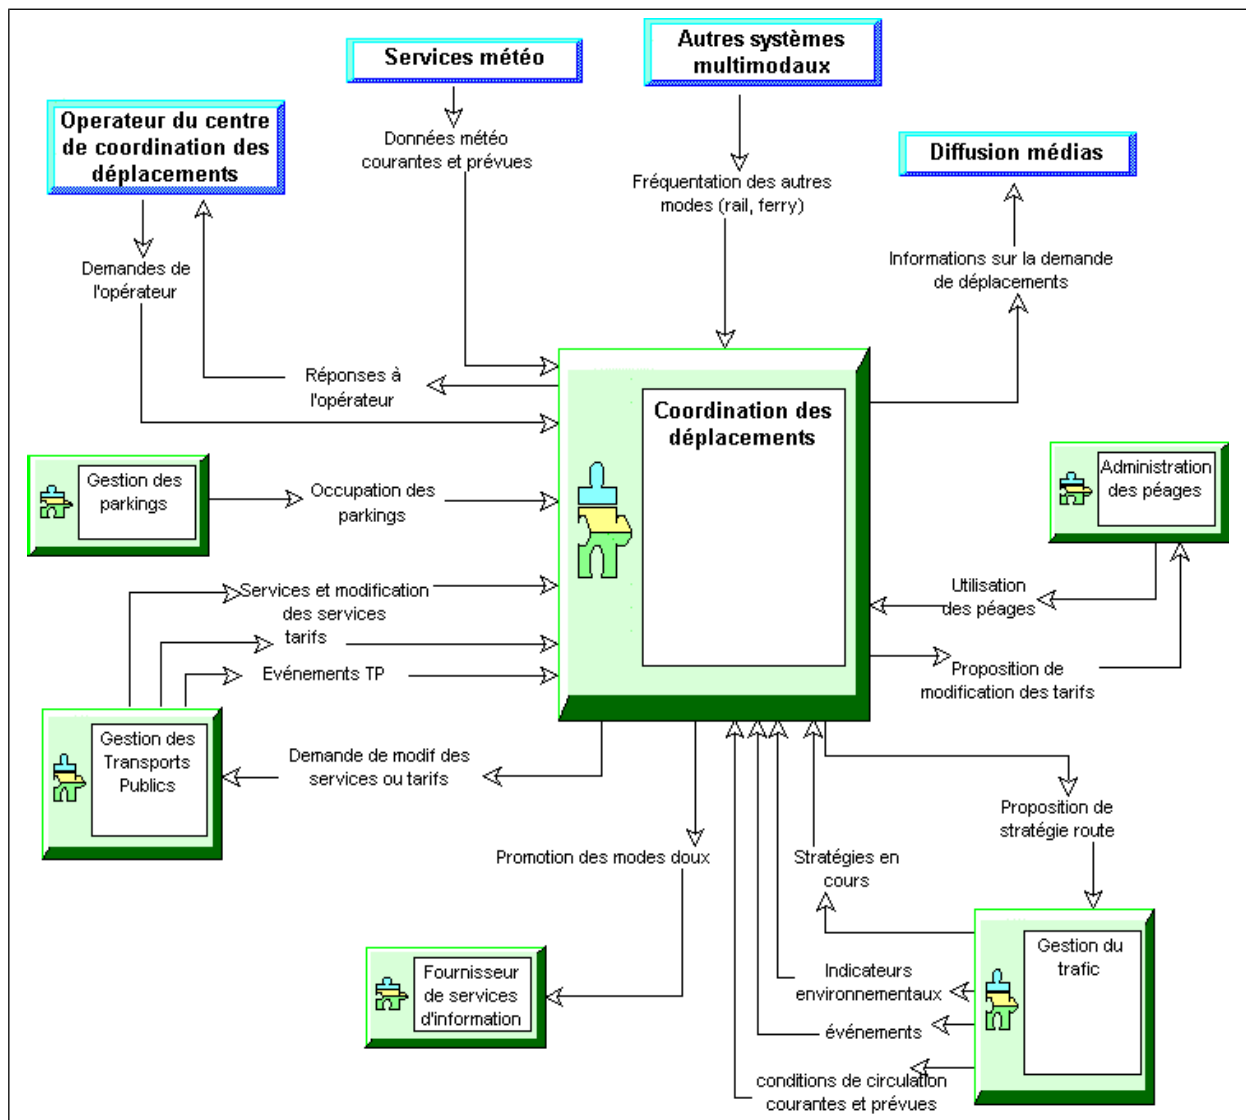 Services météo
Autres systèmes
multimodaux
Operateur du centre
de coordination des
déplacements
Diffusion médias
Données météo
courantes et prévues
Fréquentation des autres
modes (rail, ferry)
Demandes de
l'opérateur
Informations sur la demande
de déplacements
Réponses à
l'opérateur
Coordination des
déplacements
Gestion des
parkings
Occupation des
parkings
Administration
des péages
Services et modification
des services
tarifs
Evénements TP
Utilisation
des péages
Proposition de
modification des tarifs
Gestion des
Transports
Publics
Demande de modif des
services ou tarifs
Proposition de
stratégie route
Promotion des modes doux
Stratégies en
cours
Gestion du
trafic
Fournisseur
de services
d'information
Indicateurs
environnementaux
événements
conditions de circulation
courantes et prévues